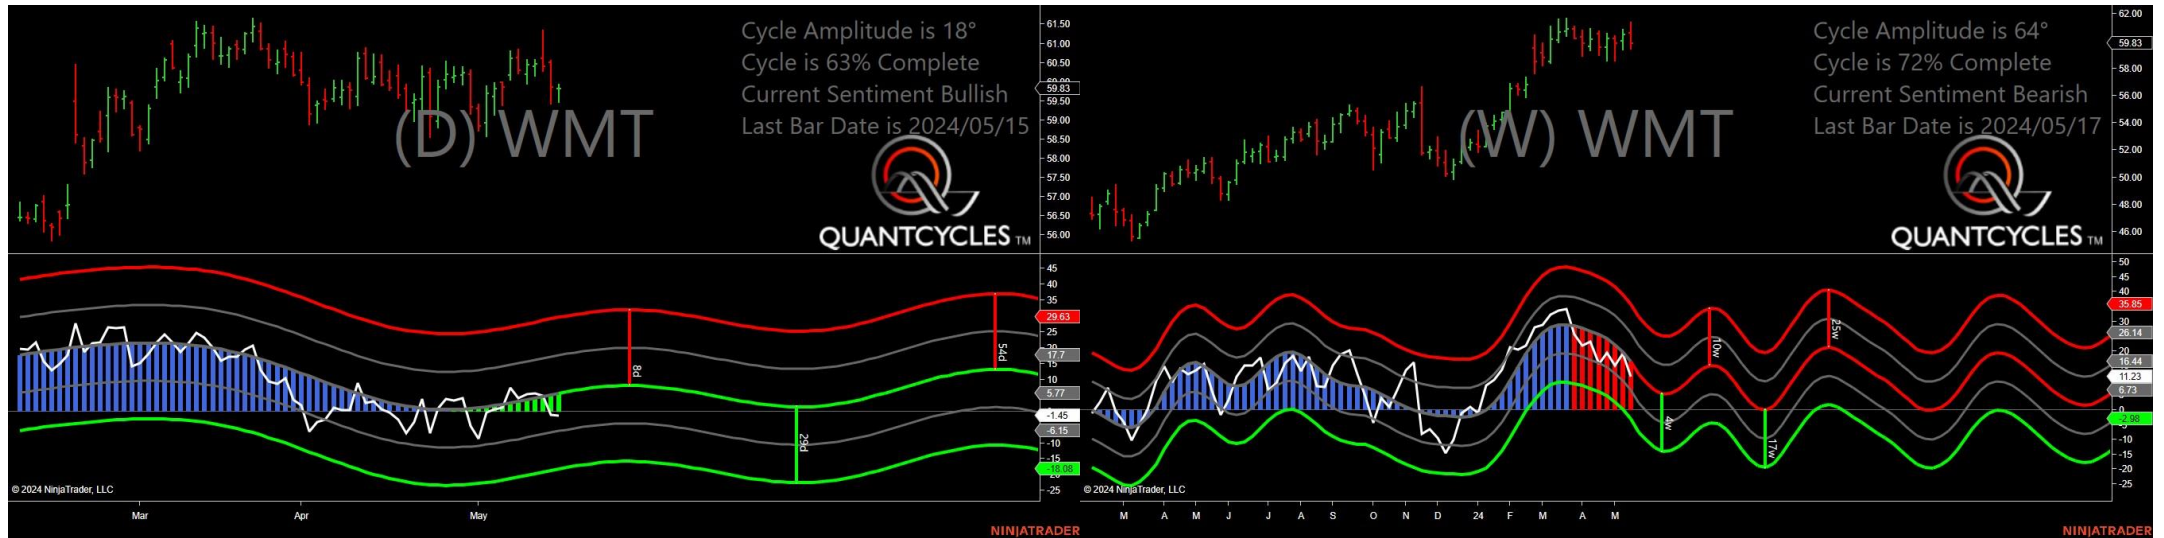 Cycle Amplitude is 18°
Cycle is 63% Complete
Current Sentiment Bullish
Last Bar Date is 2024/05/15
(D) WMT
QUANTCYCLES TM
61.50
61.00
60.50
60.00
59.83
59.50
59.00
58.50
58.00
57.50
57.00
56.50
56.00
45
40
35
29.63
25
20
17.7
15
10
5.77
-1.45
-6.15
-10
-15
-18.08
-25
8d
29d
54d
© 2024 NinjaTrader, LLC
Mar Apr May
NINJATRADER
Cycle Amplitude is 64°
Cycle is 72% Complete
Current Sentiment Bearish
Last Bar Date is 2024/05/17
(W) WMT
QUANTCYCLES TM
62.00
59.83
58.00
56.00
54.00
52.00
50.00
48.00
46.00
50
45
40
35.85
30
26.14
20
16.44
11.23
6.73
0
-2.98
-5
-10
-15
-20
-25
4w
10w
17w
25w
© 2024 NinjaTrader, LLC
M A M J J A S O N D 24 F M A M
NINJATRADER